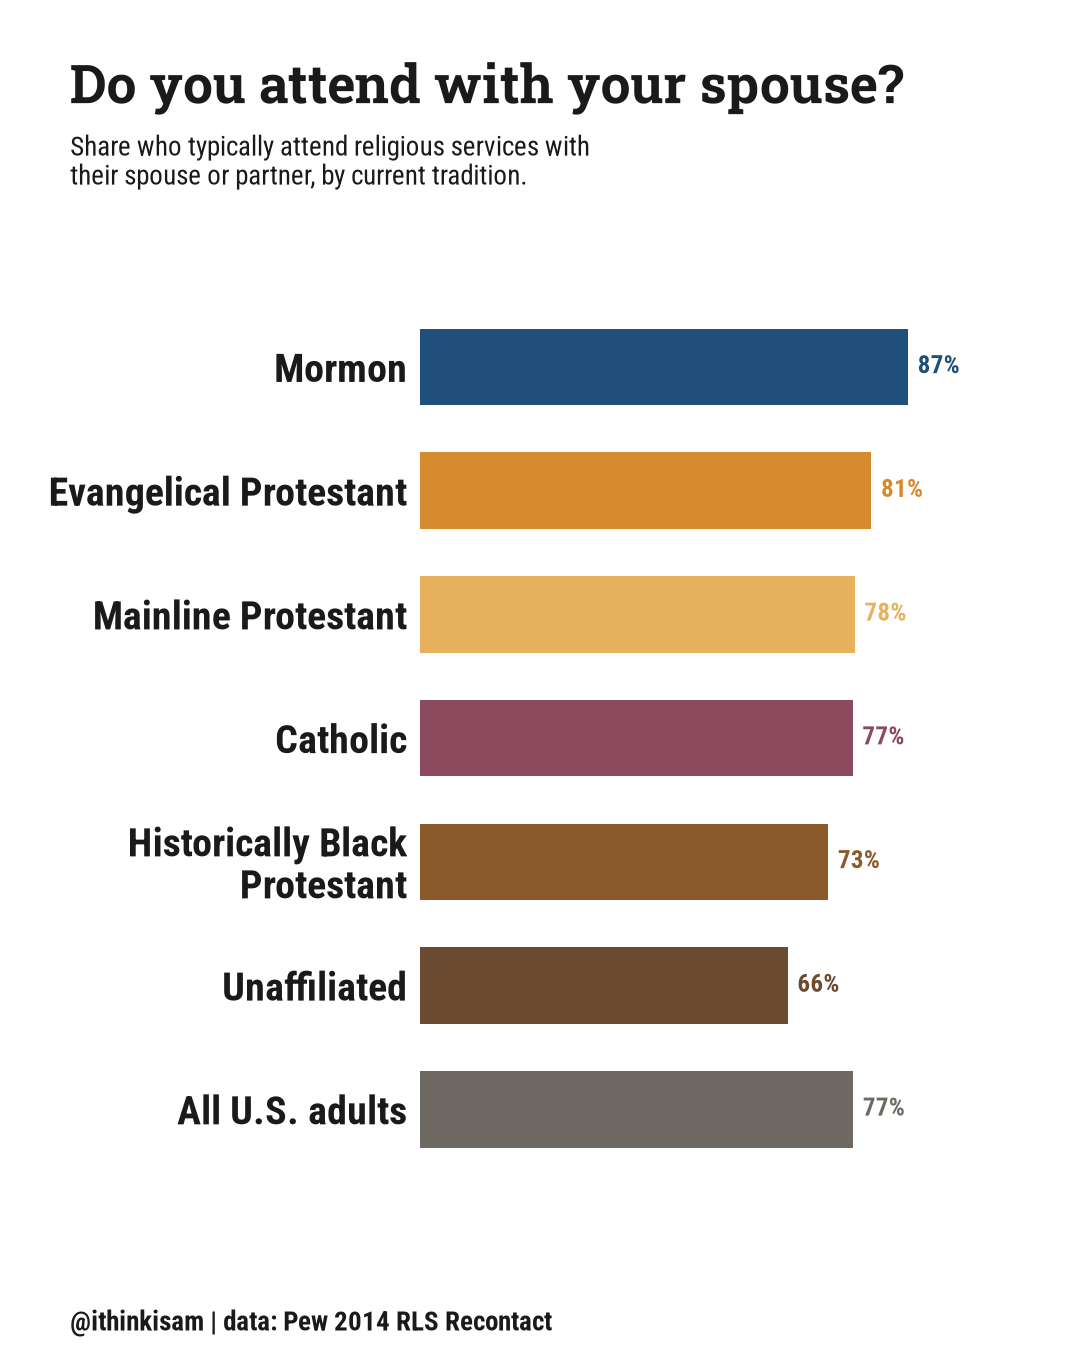 Do you attend with your spouse?
Share who typically attend religious services with
their spouse or partner, by current tradition.
Mormon 87%
Evangelical Protestant 81%
Mainline Protestant 78%
Catholic 77%
Historically Black
Protestant 73%
Unaffiliated 66%
All U.S. adults 77%
@ithinkisam | data: Pew 2014 RLS Recontact